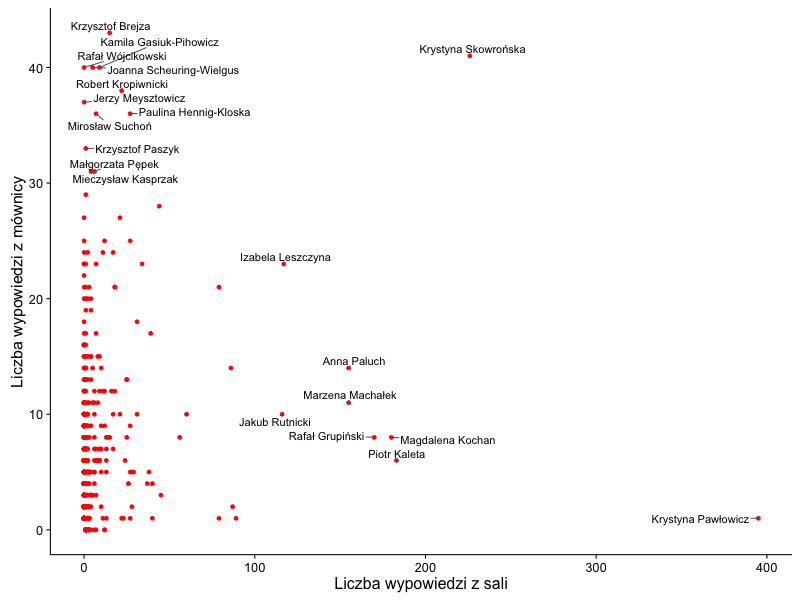 Krzysztof Brejza
Kamila Gasiuk-Pihowicz
Krystyna Skowrońska
Rafał Wójcikowski
Joanna Scheuring-Wielgus
Robert Kropiwnicki
Jerzy Meysztowicz
Paulina Hennig-Kloska
Mirosław Suchoń
Krzysztof Paszyk
Małgorzata Pępek
Mieczysław Kasprzak
Izabela Leszczyna
Anna Paluch
Marzena Machałek
Jakub Rutnicki
Rafał Grupiński
Magdalena Kochan
Piotr Kaleta
Krystyna Pawłowicz
40
30
20
10
0
Liczba wypowiedzi z mównicy
0 100 200 300 400
Liczba wypowiedzi z sali